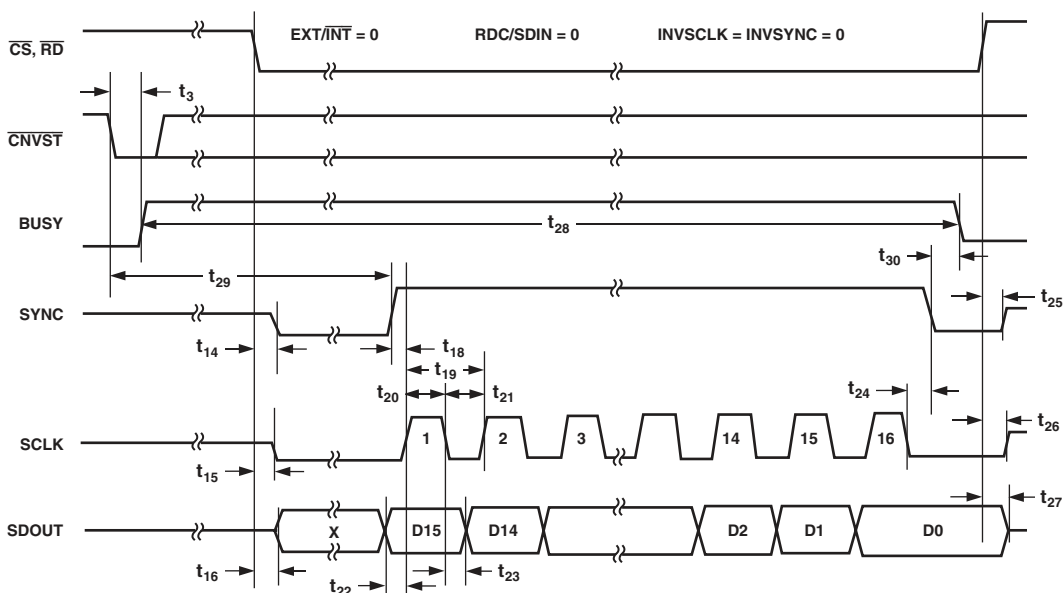 EXT/INT = 0 RDC/SDIN = 0 INVSCLK = INVSYNC = 0
CS, RD
t3
CNVST
BUSY
t28
t30
t29
t25
SYNC
t14
t18
t19
t20
t21
t24
t26
SCLK
1 2 3 14 15 16
t15
t27
SDOUT
X D15 D14 D2 D1 D0
t16
t22
t23